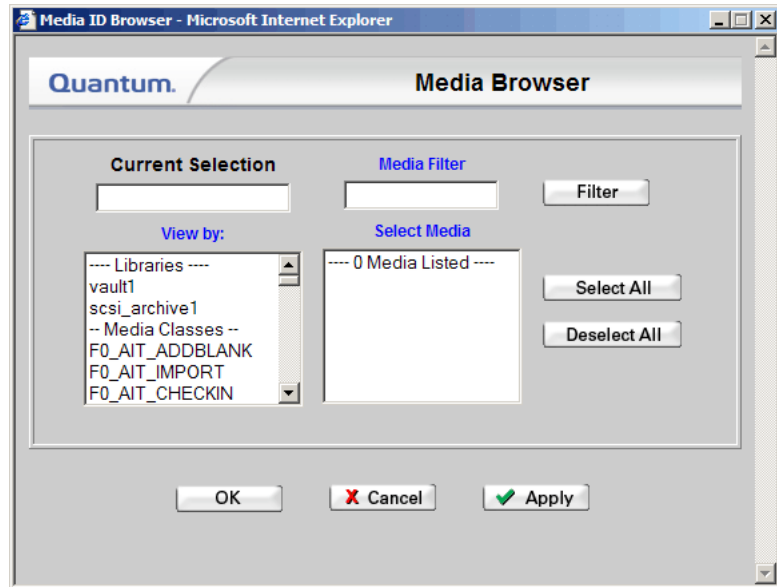 Media ID Browser - Microsoft Internet Explorer
Quantum.
Media Browser
Current Selection
Media Filter
Filter
View by:
Select Media
---- Libraries ----
vault1
scsi_archive1
-- Media Classes --
F0_AIT_ADDBLANK
F0_AIT_IMPORT
F0_AIT_CHECKIN
---- 0 Media Listed ----
Select All
Deselect All
OK
X Cancel
Apply